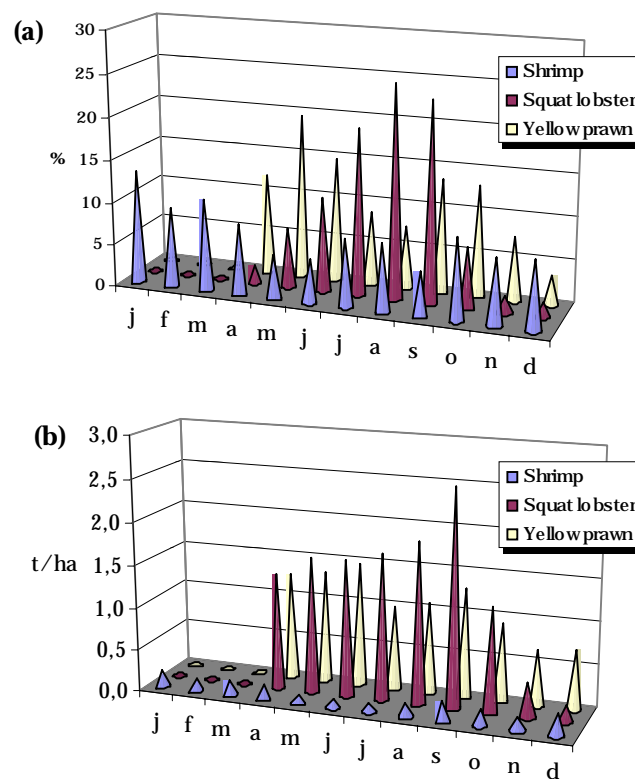 (a)
30
25
20
15
10
5
0
%
Shrimp
Squat lobster
Yellow prawn
j f m a m j j a s o n d
(b)
3,0
2,5
2,0
1,5
1,0
0,5
0,0
t/ha
Shrimp
Squat lobster
Yellow prawn
j f m a m j j a s o n d